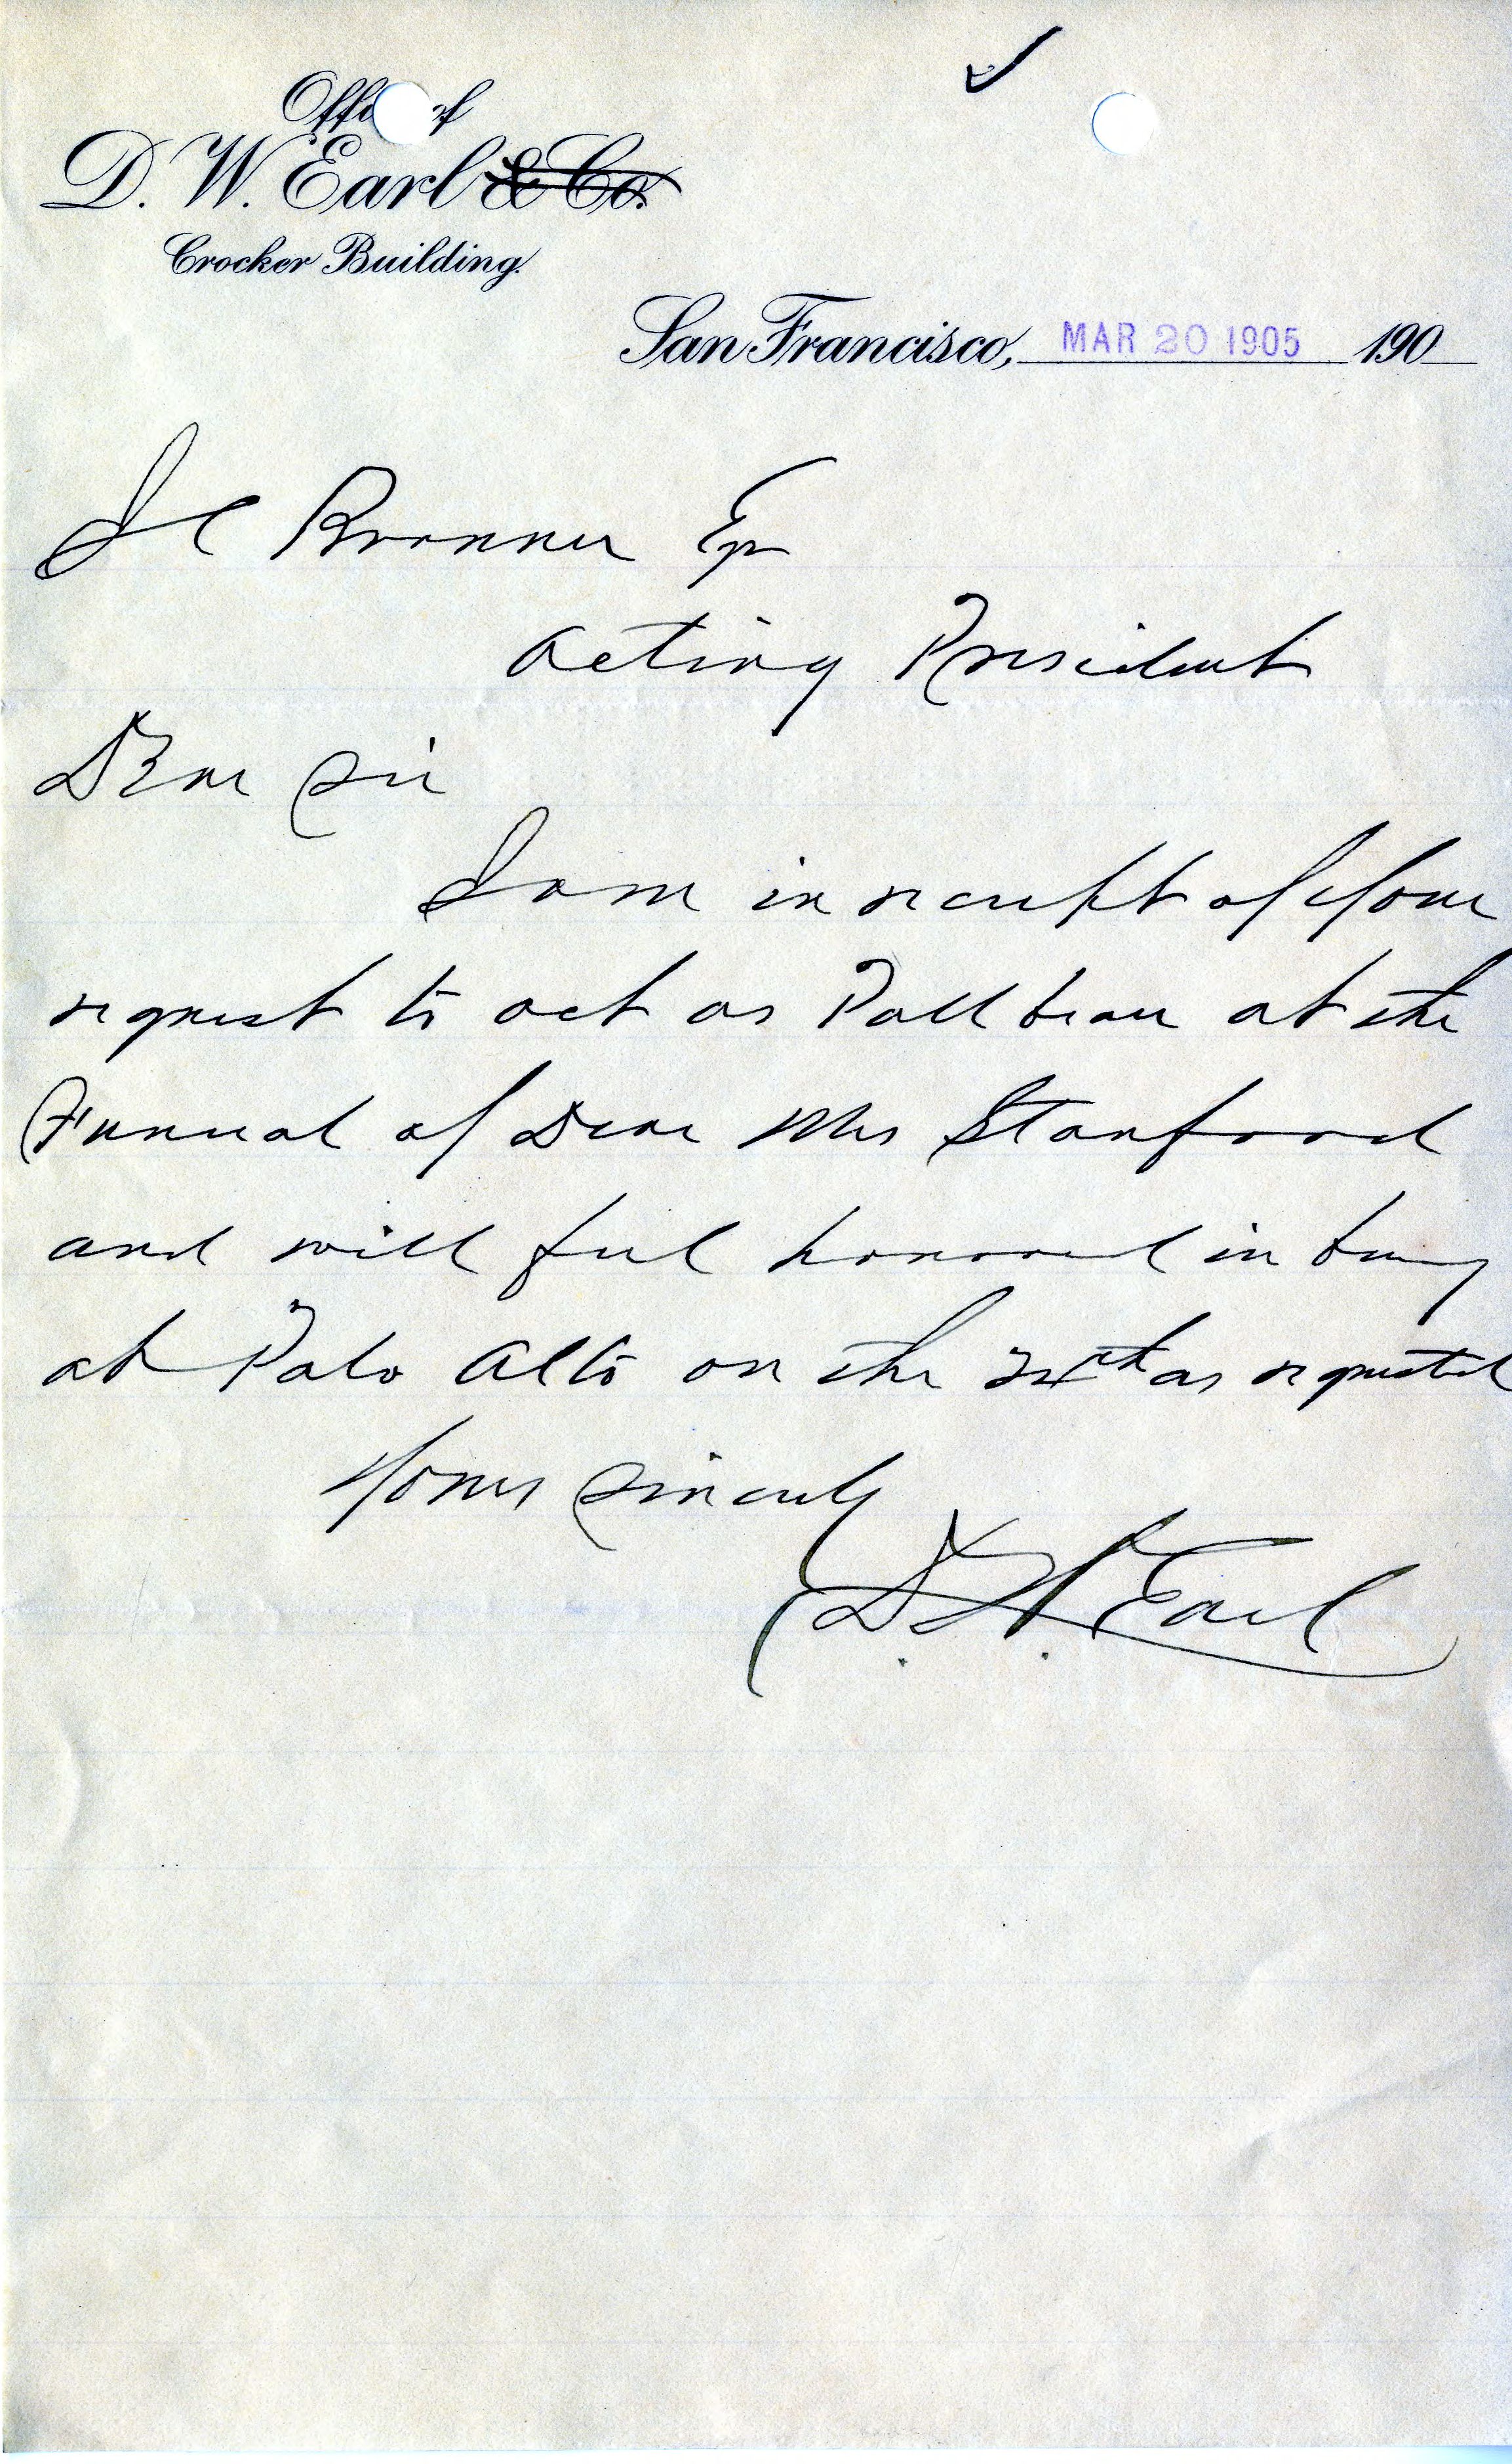 Office of
D. W. Earl & Co.
Crocker Building.
San Francisco, MAR 20 1905 190
J C Branner Esq
Acting President
Dear Sir
I am in receipt of your
request to act as Pall bearer at the
Funeral of Dear Mrs Stanford
and will feel honored in being
at Palo Alto on the 24th as requested
Yours Sincerely
D. W. Earl